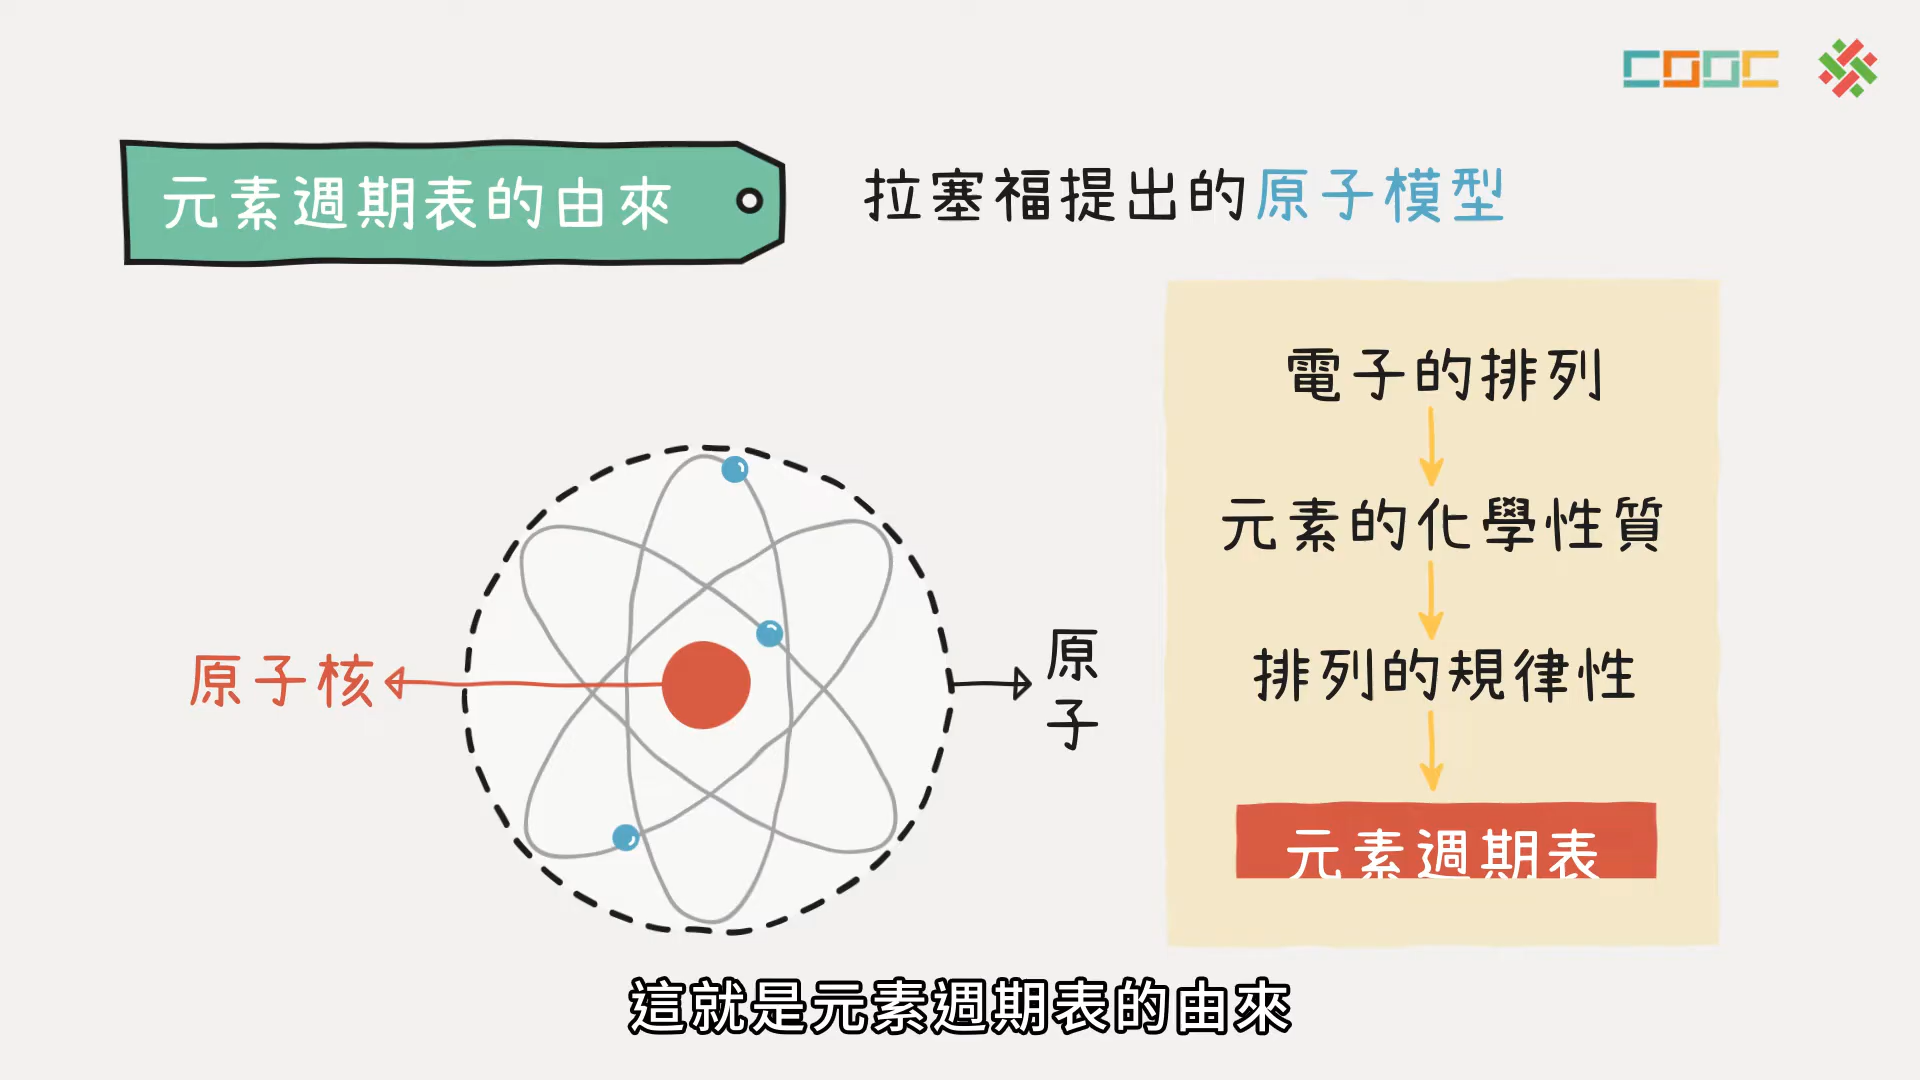 COOC
元素週期表的由來
拉塞福提出的原子模型
電子的排列
元素的化學性質
排列的規律性
元素週期表
原子核
原子
這就是元素週期表的由來